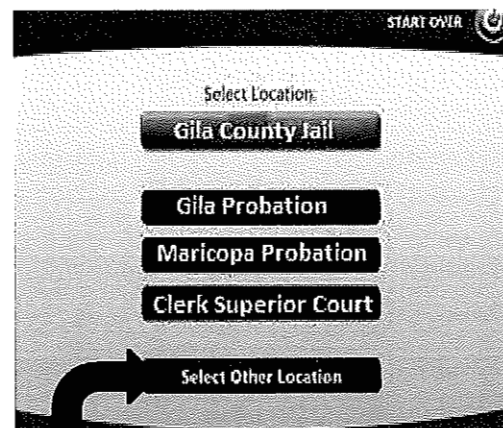 START OVER
Select Location
Gila County Jail
Gila Probation
Maricopa Probation
Clerk Superior Court
Select Other Location